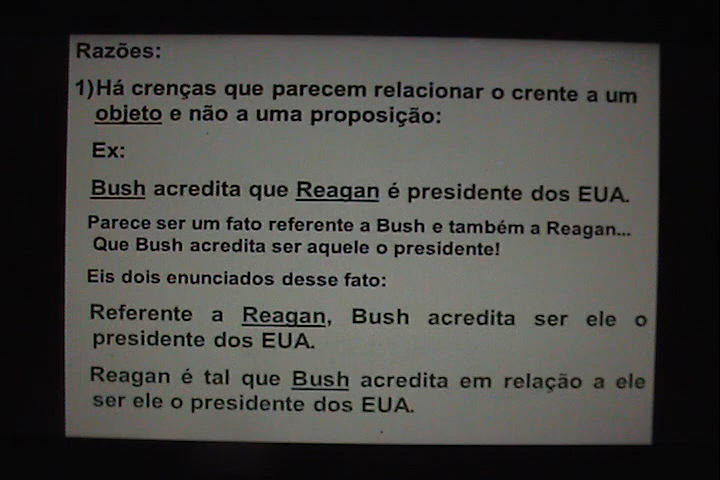 Razões:
1)Há crenças que parecem relacionar o crente a um
objeto e não a uma proposição:
Ex:
Bush acredita que Reagan é presidente dos EUA.
Parece ser um fato referente a Bush e também a Reagan...
Que Bush acredita ser aquele o presidente!
Eis dois enunciados desse fato:
Referente a Reagan, Bush acredita ser ele o
presidente dos EUA.
Reagan é tal que Bush acredita em relação a ele
ser ele o presidente dos EUA.